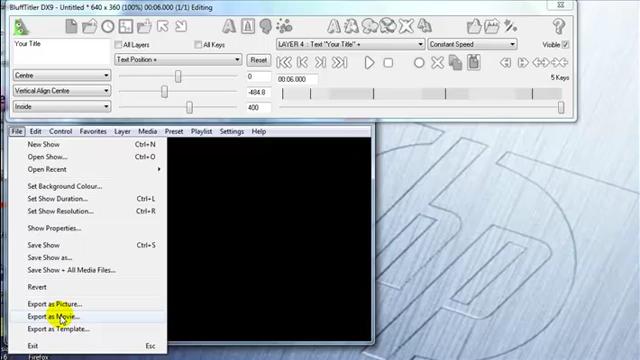 BluffTitler DX9 - Untitled * 640 x 360 (100%) 00:06.000 (1/1) Editing
Your Title
All Layers
All Keys
LAYER 4 : Text "Your Title" +
Constant Speed
Visible
Text Position +
Reset
Centre
0
00:06.000
5 Keys
Vertical Align Centre
-484.8
Inside
400
File Edit Control Favorites Layer Media Preset Playlist Settings Help
New Show Ctrl+N
Open Show... Ctrl+O
Open Recent
Set Background Colour...
Set Show Duration... Ctrl+L
Set Show Resolution... Ctrl+R
Show Properties...
Save Show Ctrl+S
Save Show as...
Save Show + All Media Files...
Revert
Export as Picture...
Export as Movie...
Export as Template...
Exit Esc
Firefox